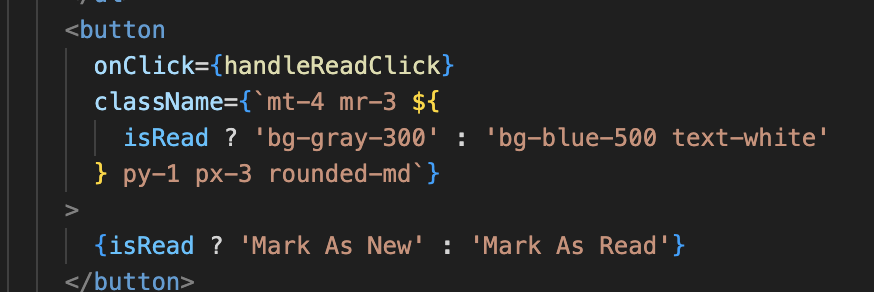 </ul
<button
onClick={handleReadClick}
className={`mt-4 mr-3 ${
isRead ? 'bg-gray-300' : 'bg-blue-500 text-white'
} py-1 px-3 rounded-md`}
>
{isRead ? 'Mark As New' : 'Mark As Read'}
</button>